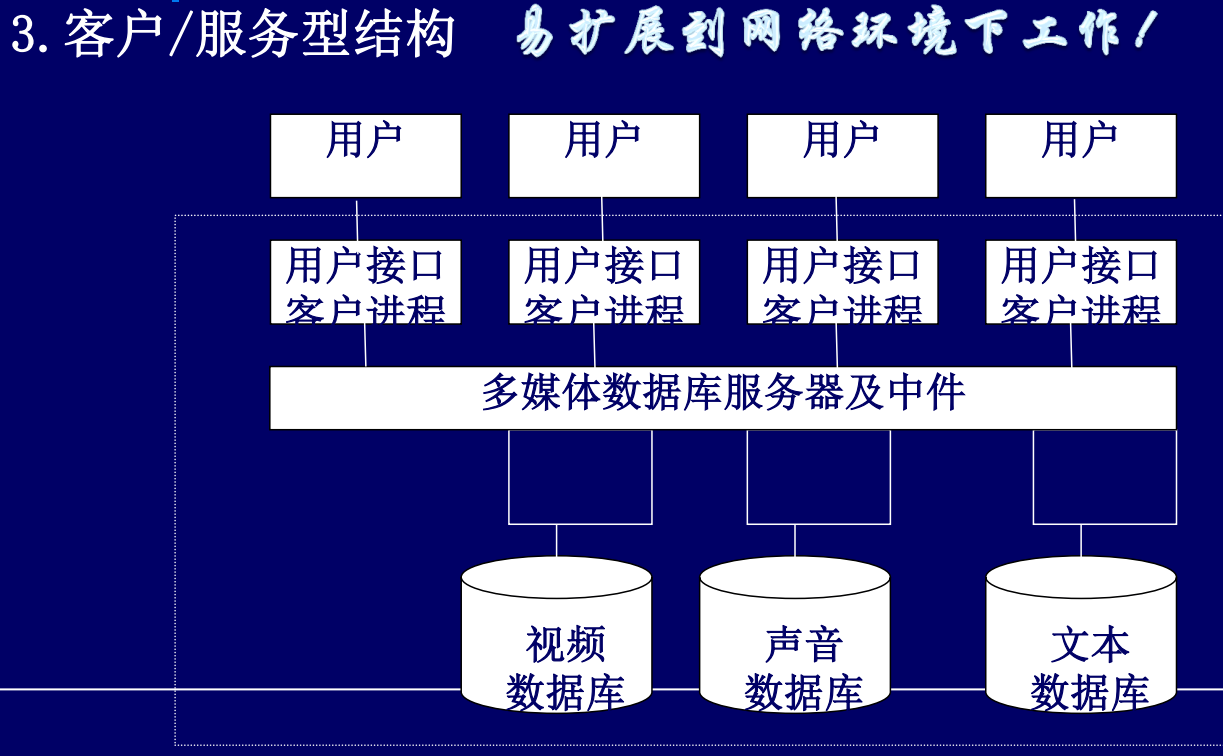 3.客户/服务型结构 易扩展到网络环境下工作！
用户 用户 用户 用户
用户接口 用户接口 用户接口 用户接口
客户进程 客户进程 客户进程 客户进程
多媒体数据库服务器及中件
视频 声音 文本
数据库 数据库 数据库